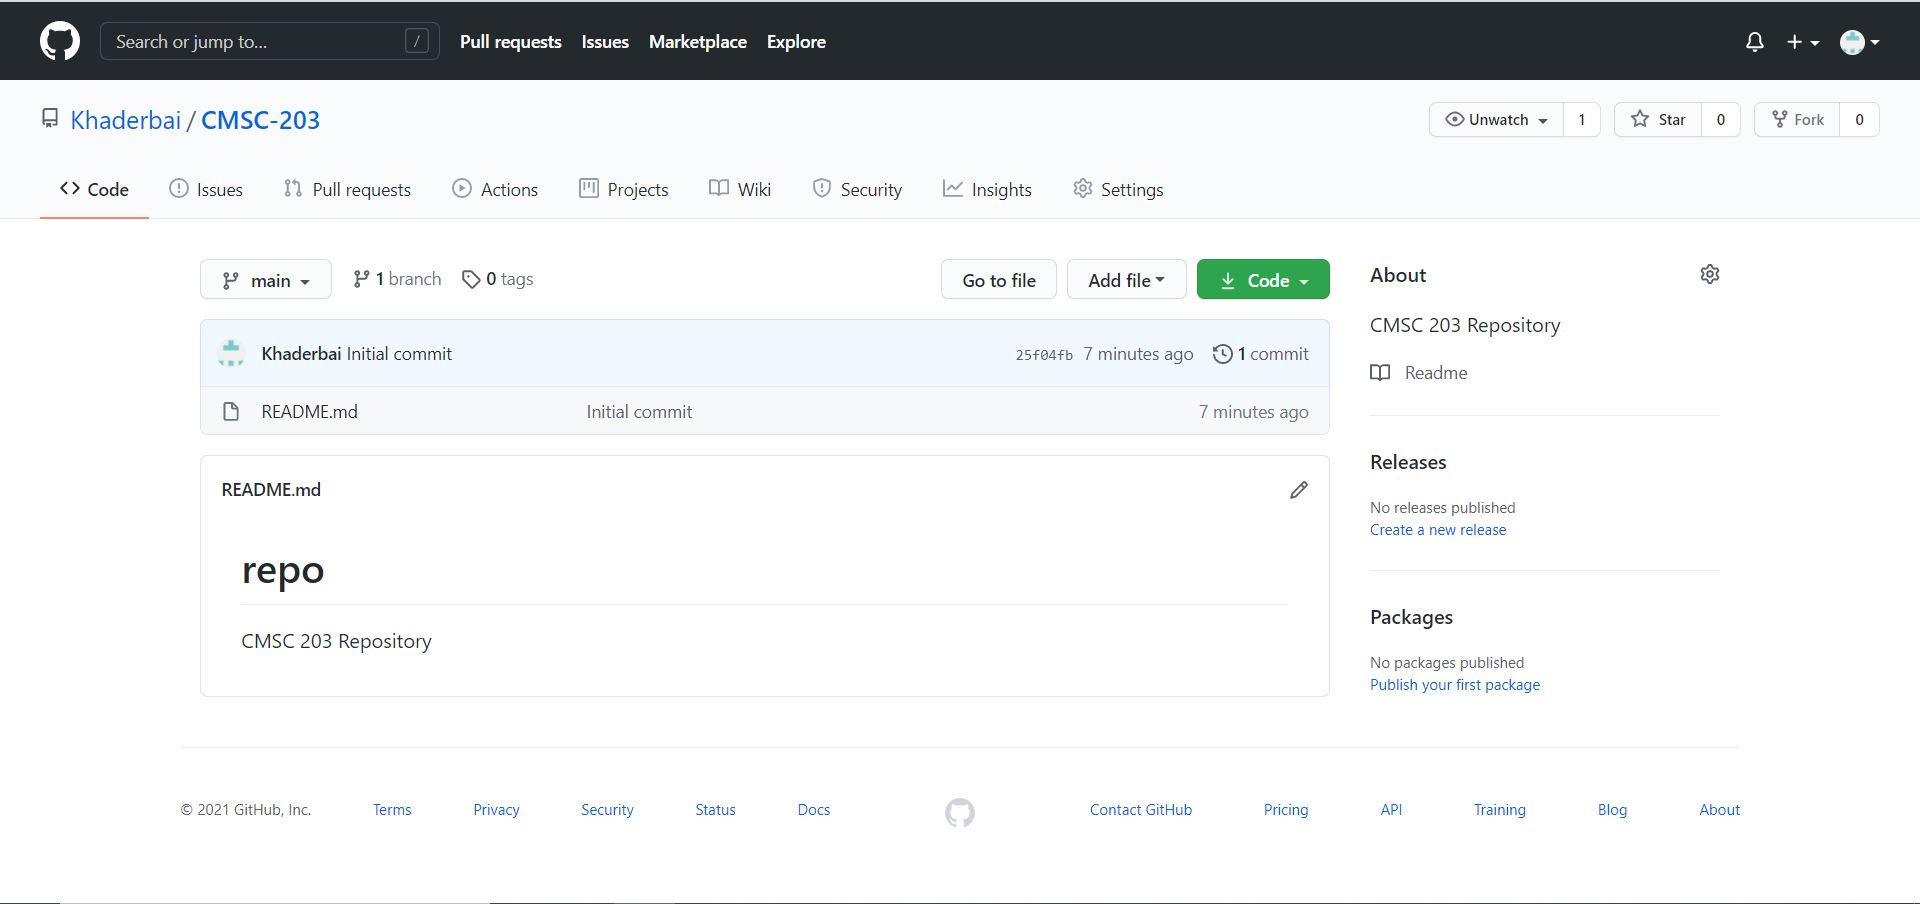 Search or jump to... / Pull requests Issues Marketplace Explore
Khaderbai / CMSC-203 Unwatch 1 Star 0 Fork 0
Code Issues Pull requests Actions Projects Wiki Security Insights Settings
main 1 branch 0 tags Go to file Add file Code
Khaderbai Initial commit 25f04fb 7 minutes ago 1 commit
README.md Initial commit 7 minutes ago
README.md
repo
CMSC 203 Repository
About
CMSC 203 Repository
Readme
Releases
No releases published
Create a new release
Packages
No packages published
Publish your first package
© 2021 GitHub, Inc. Terms Privacy Security Status Docs Contact GitHub Pricing API Training Blog About